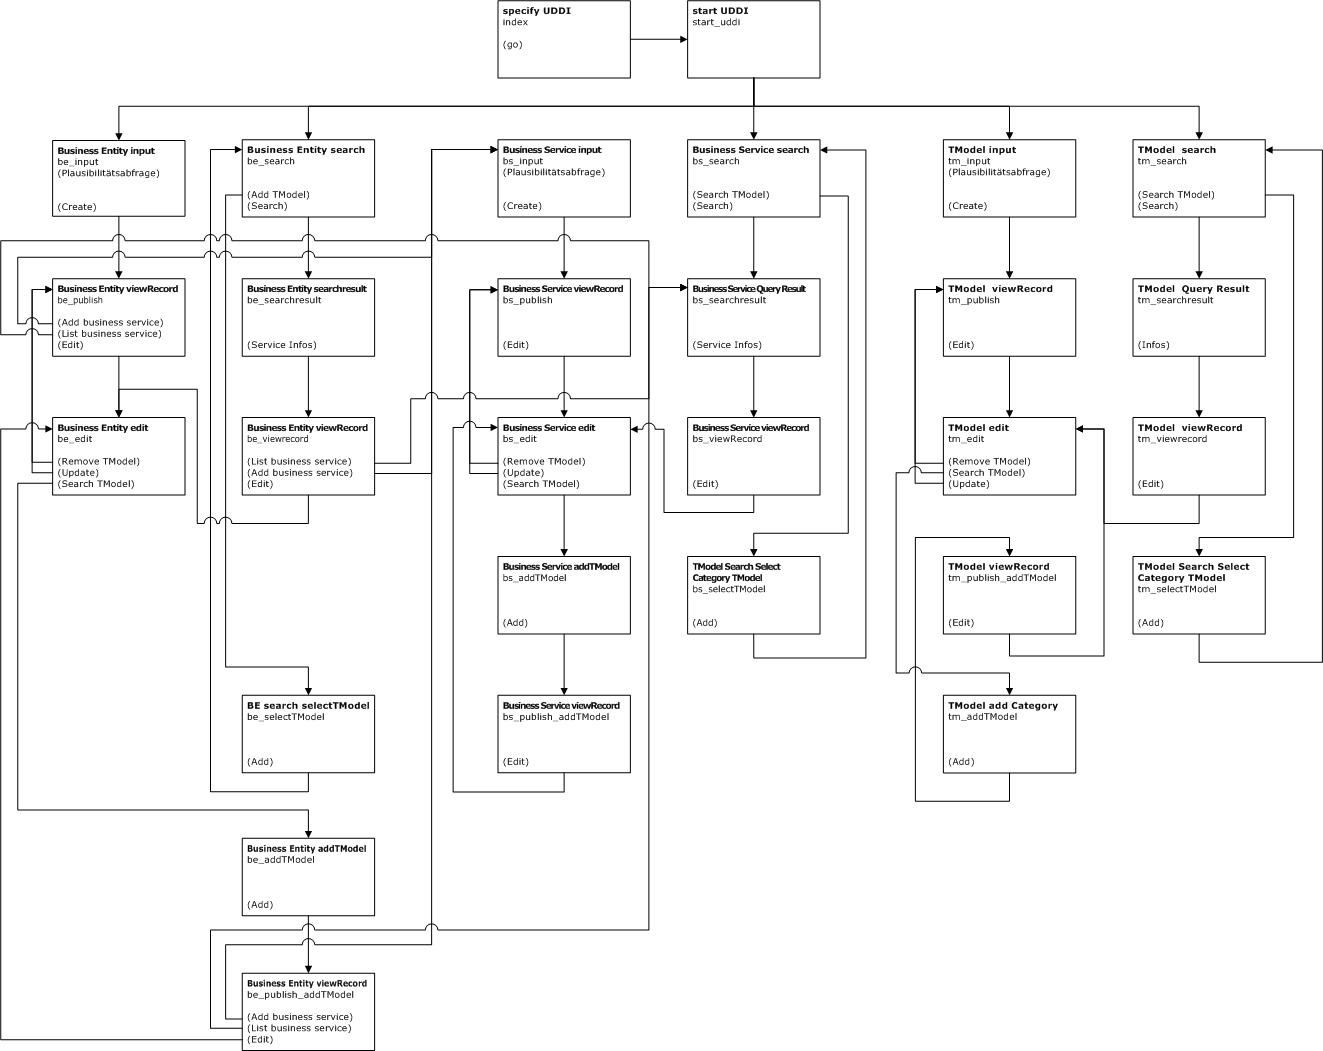 specify UDDI
index
(go)
start UDDI
start_uddi
Business Entity input
be_input
(Plausibilitätsabfrage)
(Create)
Business Entity search
be_search
(Add TModel)
(Search)
Business Service input
bs_input
(Plausibilitätsabfrage)
(Create)
Business Service search
bs_search
(Search TModel)
(Search)
TModel input
tm_input
(Plausibilitätsabfrage)
(Create)
TModel search
tm_search
(Search TModel)
(Search)
Business Entity viewRecord
be_publish
(Add business service)
(List business service)
(Edit)
Business Entity searchresult
be_searchresult
(Service Infos)
Business Service viewRecord
bs_publish
(Edit)
Business Service Query Result
bs_searchresult
(Service Infos)
TModel viewRecord
tm_publish
(Edit)
TModel Query Result
tm_searchresult
(Infos)
Business Entity edit
be_edit
(Remove TModel)
(Update)
(Search TModel)
Business Entity viewRecord
be_viewrecord
(List business service)
(Add business service)
(Edit)
Business Service edit
bs_edit
(Remove TModel)
(Update)
(Search TModel)
Business Service viewRecord
bs_viewRecord
(Edit)
TModel edit
tm_edit
(Remove TModel)
(Search TModel)
(Update)
TModel viewRecord
tm_viewrecord
(Edit)
Business Service addTModel
bs_addTModel
(Add)
TModel Search Select
Category TModel
bs_selectTModel
(Add)
TModel viewRecord
tm_publish_addTModel
(Edit)
TModel Search Select
Category TModel
tm_selectTModel
(Add)
BE search selectTModel
be_selectTModel
(Add)
Business Service viewRecord
bs_publish_addTModel
(Edit)
TModel add Category
tm_addTModel
(Add)
Business Entity addTModel
be_addTModel
(Add)
Business Entity viewRecord
be_publish_addTModel
(Add business service)
(List business service)
(Edit)